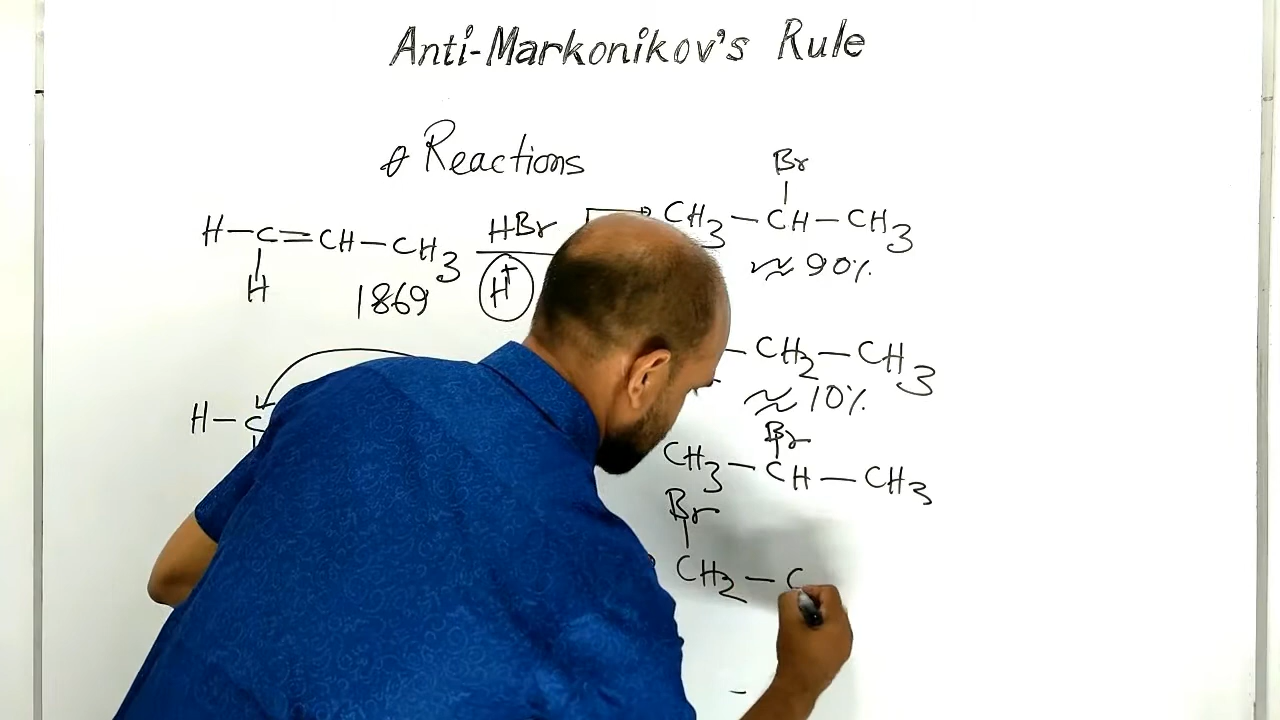 Anti-Markonikov's Rule
Reactions
Br
H-C=CH-CH3 HBr CH3-CH-CH3
H 1869 H+ ≈ 90%
-CH2-CH3
≈ 10%
Br
H-C CH3-CH-CH3
Br
CH2-C